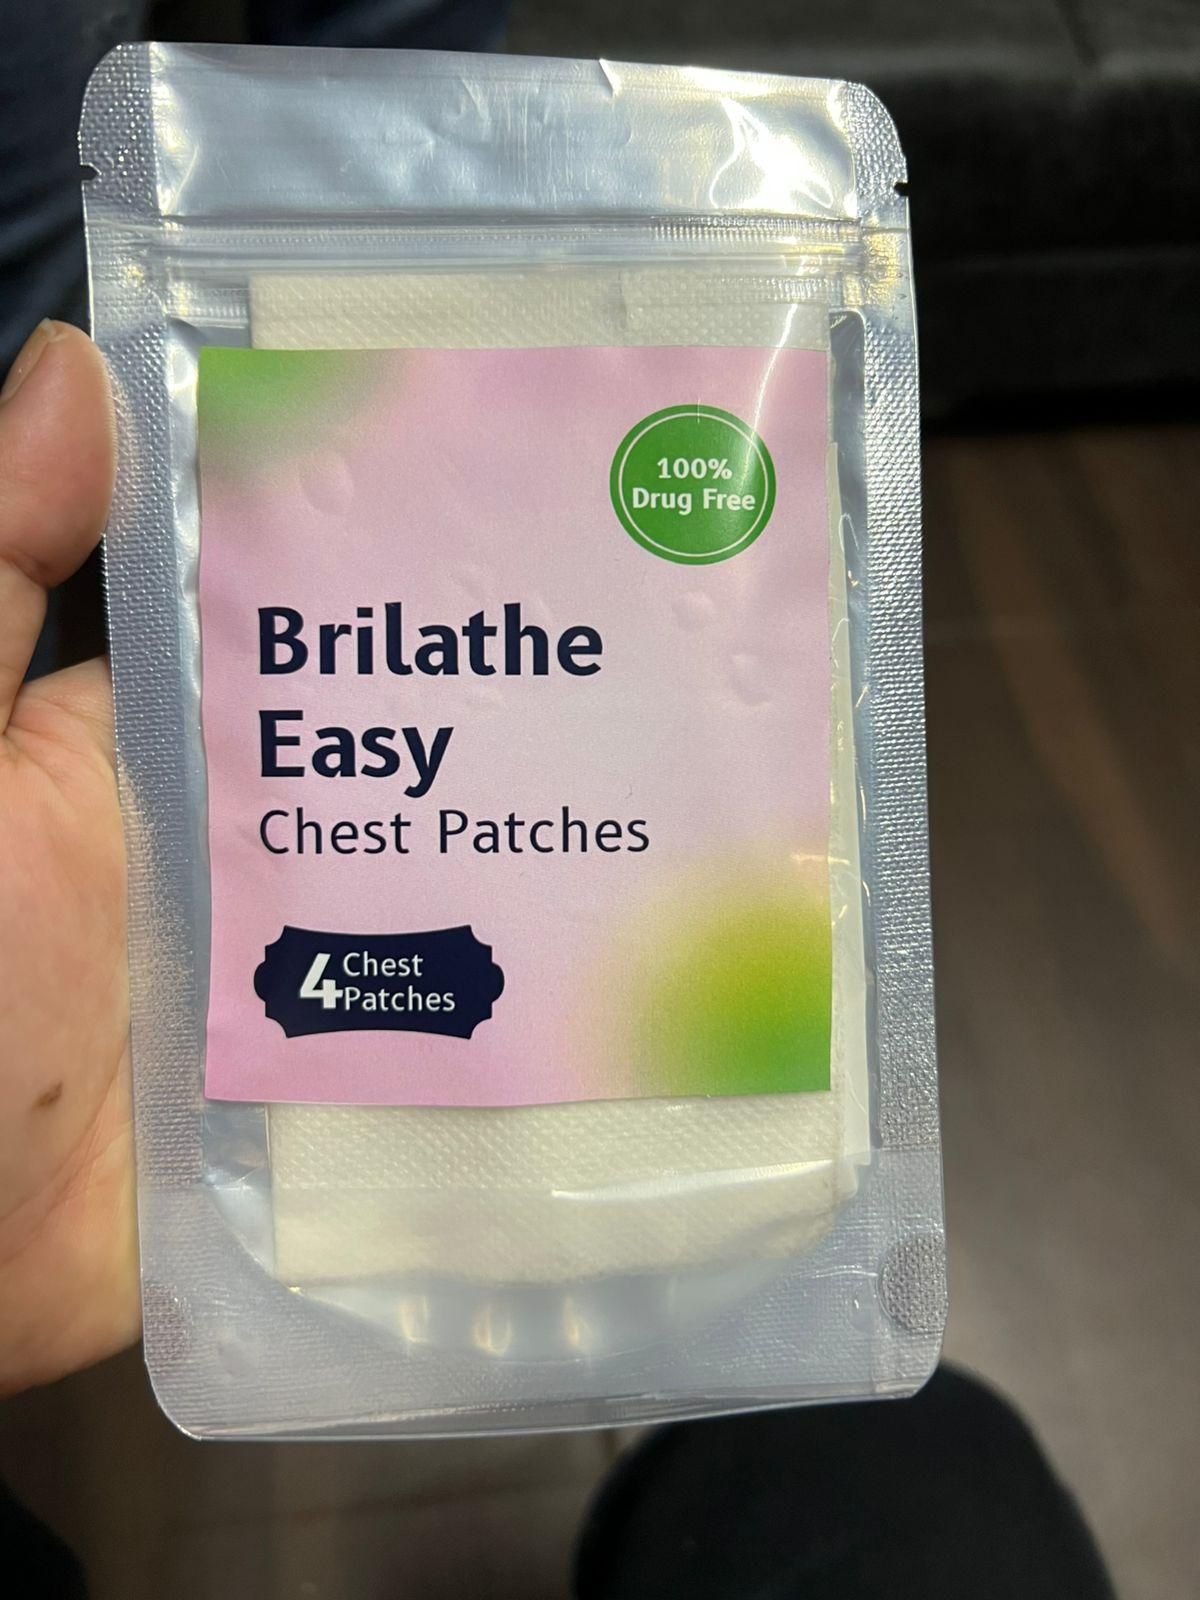 100%
Drug Free
Brilathe
Easy
Chest Patches
4 Chest
Patches